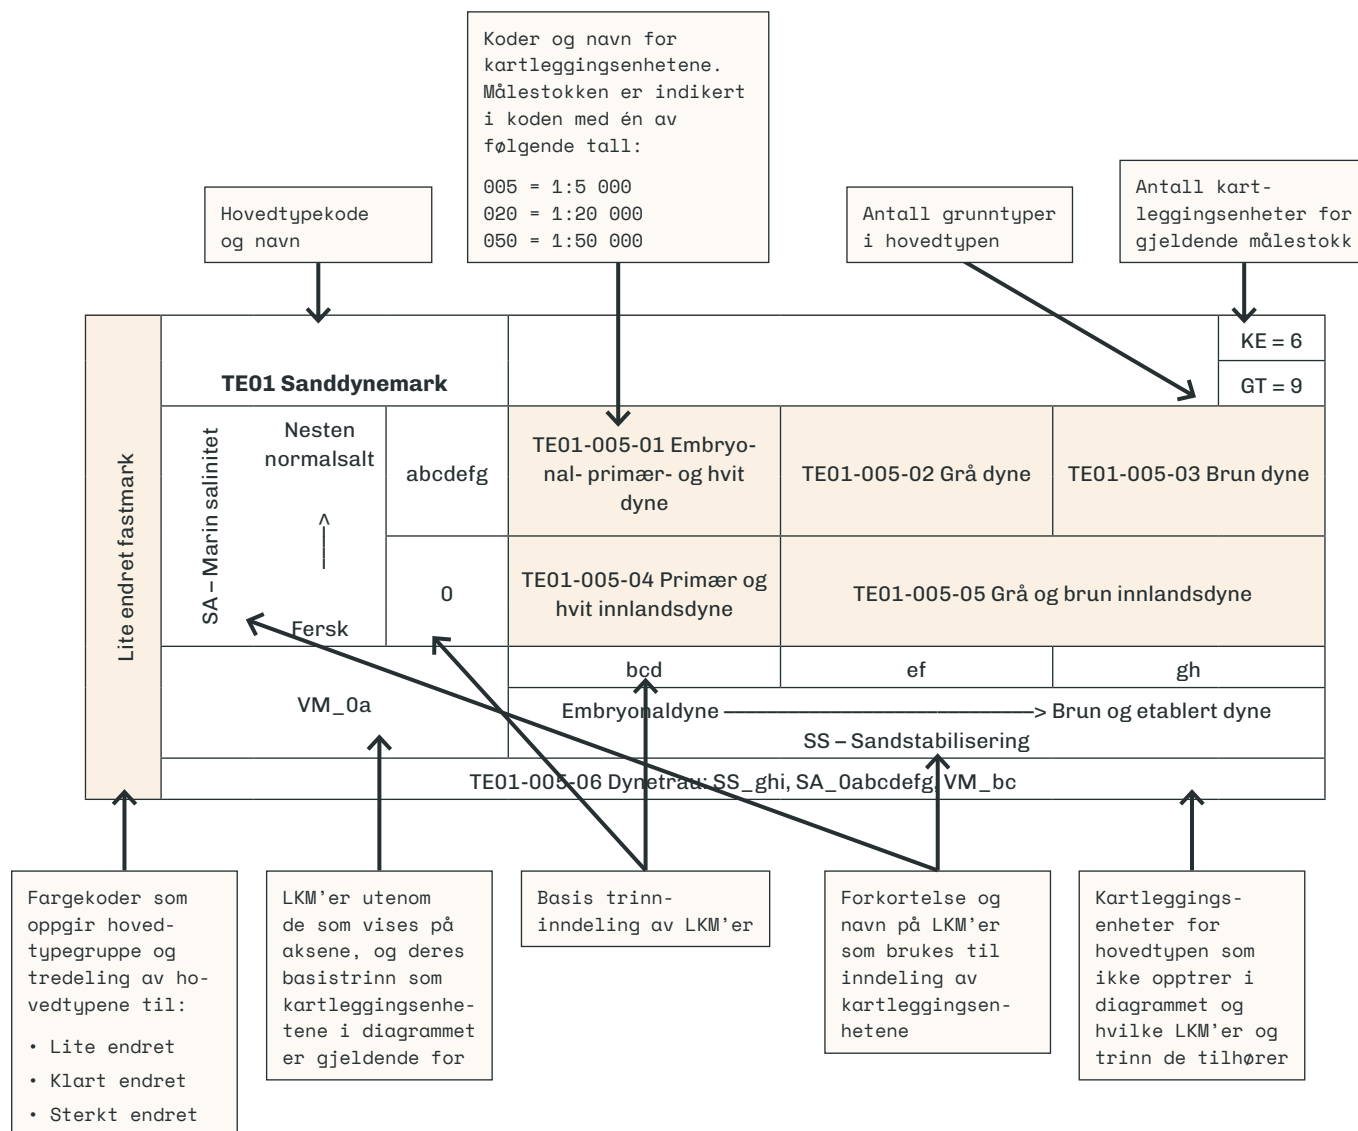 Koder og navn for
kartleggingsenhetene.
Målestokken er indikert
i koden med én av
følgende tall:
005 = 1:5 000
020 = 1:20 000
050 = 1:50 000
Hovedtypekode
og navn
Antall grunntyper
i hovedtypen
Antall kart-
leggingsenheter for
gjeldende målestokk
KE = 6
GT = 9
TE01 Sanddynemark
Lite endret fastmark
SA – Marin salinitet
Nesten
normalsalt
----->
Fersk
abcdefg
0
TE01-005-01 Embryo-
nal- primær- og hvit
dyne
TE01-005-02 Grå dyne
TE01-005-03 Brun dyne
TE01-005-04 Primær og
hvit innlandsdyne
TE01-005-05 Grå og brun innlandsdyne
bcd
ef
gh
VM_0a
Embryonaldyne ———————————————> Brun og etablert dyne
SS – Sandstabilisering
TE01-005-06 Dynetrau: SS_ghi, SA_0abcdefg, VM_bc
Fargekoder som
oppgir hoved-
typegruppe og
tredeling av ho-
vedtypene til:
• Lite endret
• Klart endret
• Sterkt endret
LKM’er utenom
de som vises på
aksene, og deres
basistrinn som
kartleggingsenhe-
tene i diagrammet
er gjeldende for
Basis trinn-
inndeling av LKM’er
Forkortelse og
navn på LKM’er
som brukes til
inndeling av
kartleggingsen-
hetene
Kartleggings-
enheter for
hovedtypen som
ikke opptrer i
diagrammet og
hvilke LKM’er og
trinn de tilhører